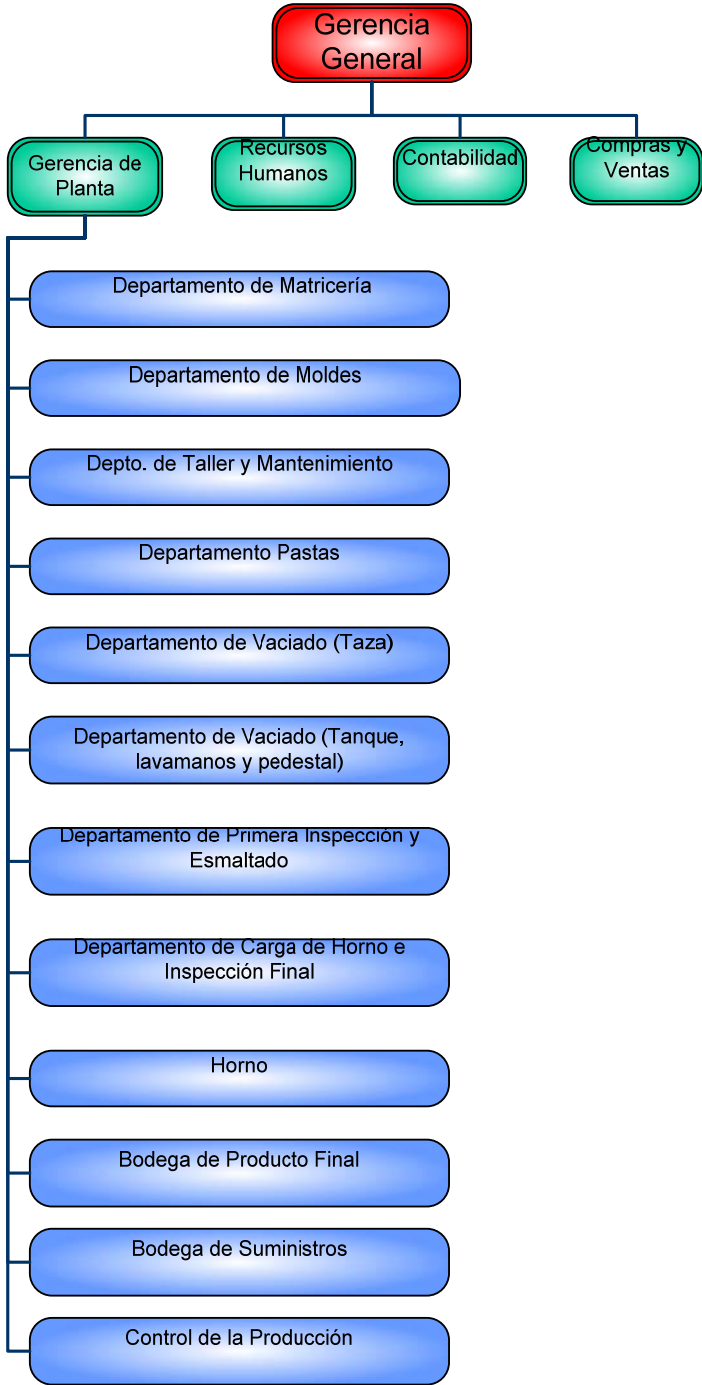 Gerencia
General
Gerencia de
Planta
Recursos
Humanos
Contabilidad
Compras y
Ventas
Departamento de Matricería
Departamento de Moldes
Depto. de Taller y Mantenimiento
Departamento Pastas
Departamento de Vaciado (Taza)
Departamento de Vaciado (Tanque,
lavamanos y pedestal)
Departamento de Primera Inspección y
Esmaltado
Departamento de Carga de Horno e
Inspección Final
Horno
Bodega de Producto Final
Bodega de Suministros
Control de la Producción